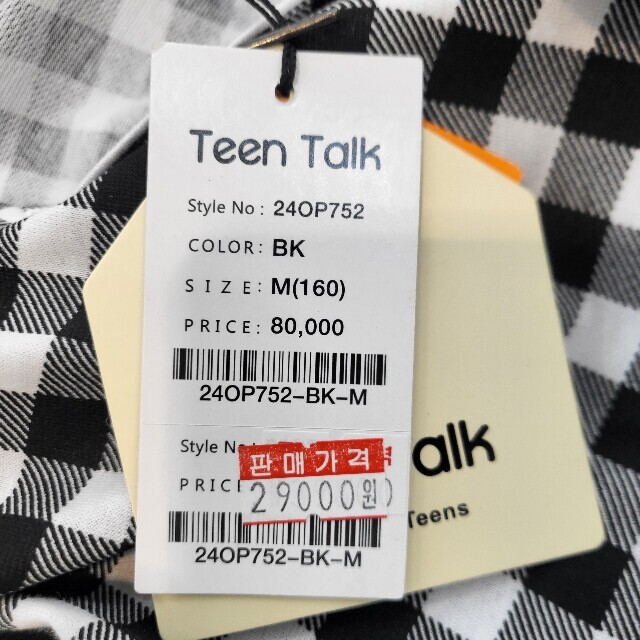 Teen Talk
Style No : 24OP752
COLOR: BK
SIZE: M(160)
PRICE: 80,000
24OP752-BK-M
Style No
판매가격
PRICE
29000원
24OP752-BK-M
alk
Teens